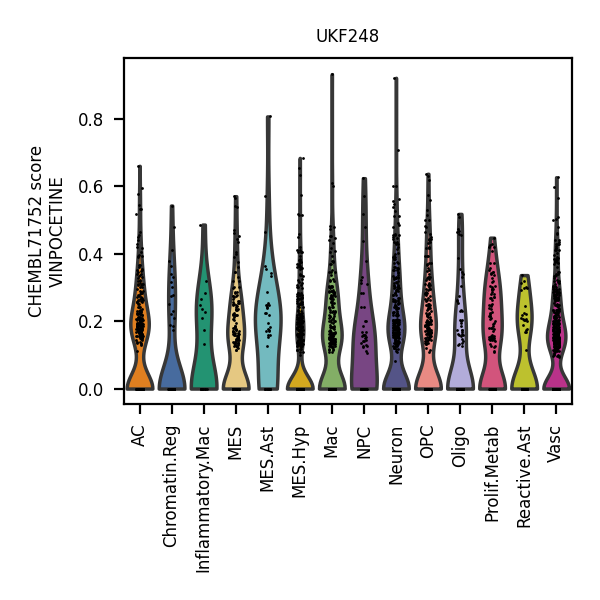 UKF248
CHEMBL71752 score
VINPOCETINE
0.8
0.6
0.4
0.2
0.0
AC
Chromatin.Reg
Inflammatory.Mac
MES
MES.Ast
MES.Hyp
Mac
NPC
Neuron
OPC
Oligo
Prolif.Metab
Reactive.Ast
Vasc